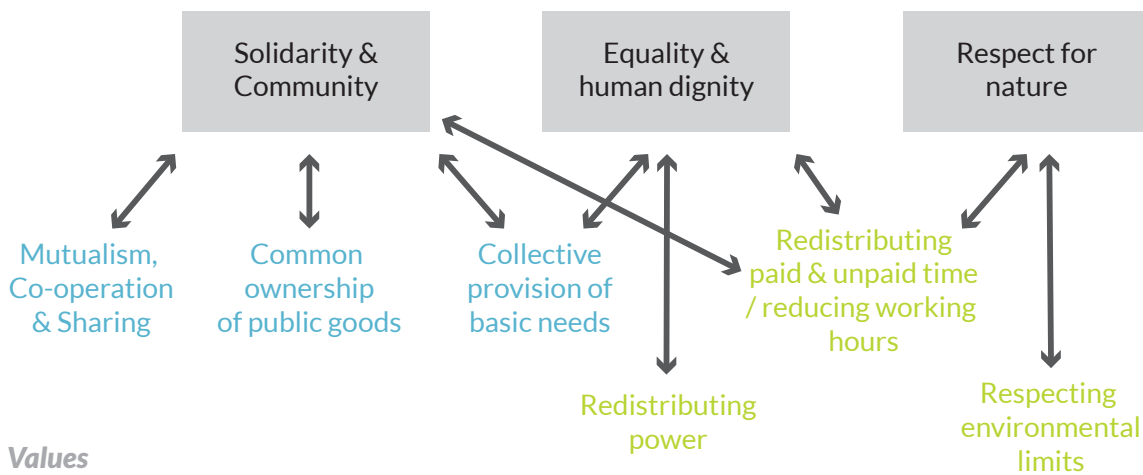 Solidarity &
Community
Equality &
human dignity
Respect for
nature
Mutualism,
Co-operation
& Sharing
Common
ownership
of public goods
Collective
provision of
basic needs
Redistributing
paid & unpaid time
/ reducing working
hours
Redistributing
power
Respecting
environmental
limits
Values